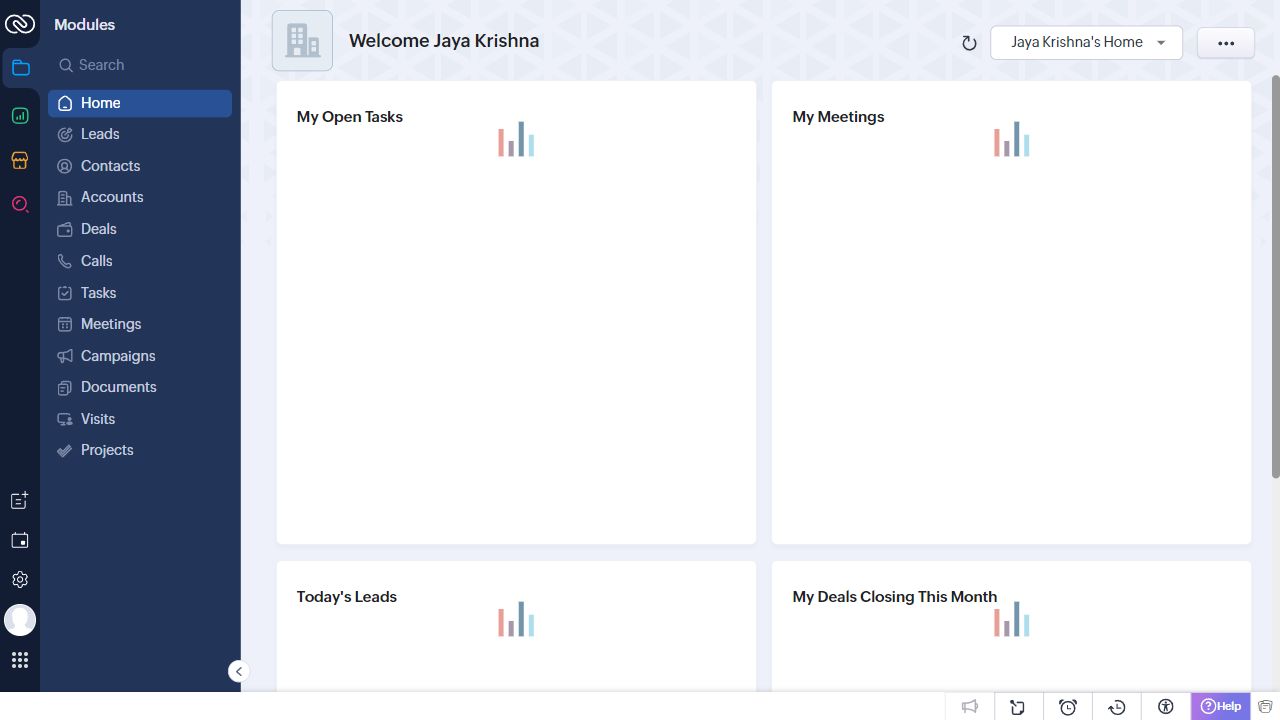 Modules
Search
Home
Leads
Contacts
Accounts
Deals
Calls
Tasks
Meetings
Campaigns
Documents
Visits
Projects
Welcome Jaya Krishna
Jaya Krishna's Home
My Open Tasks
My Meetings
Today's Leads
My Deals Closing This Month
Help